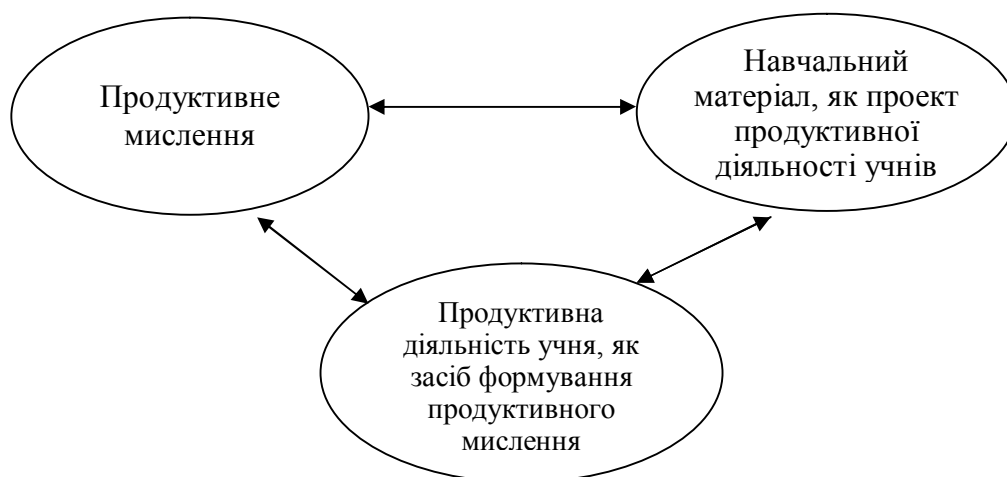 Продуктивне
мислення
Навчальний
матеріал, як проект
продуктивної
діяльності учнів
Продуктивна
діяльність учня, як
засіб формування
продуктивного
мислення